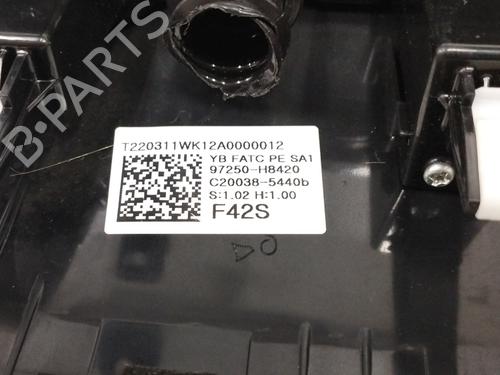 B-PARTS
T220311WK12A0000012
YB FATC PE SA1
97250-H8420
C20038-5440b
S:1.02 H:1.00
F42S